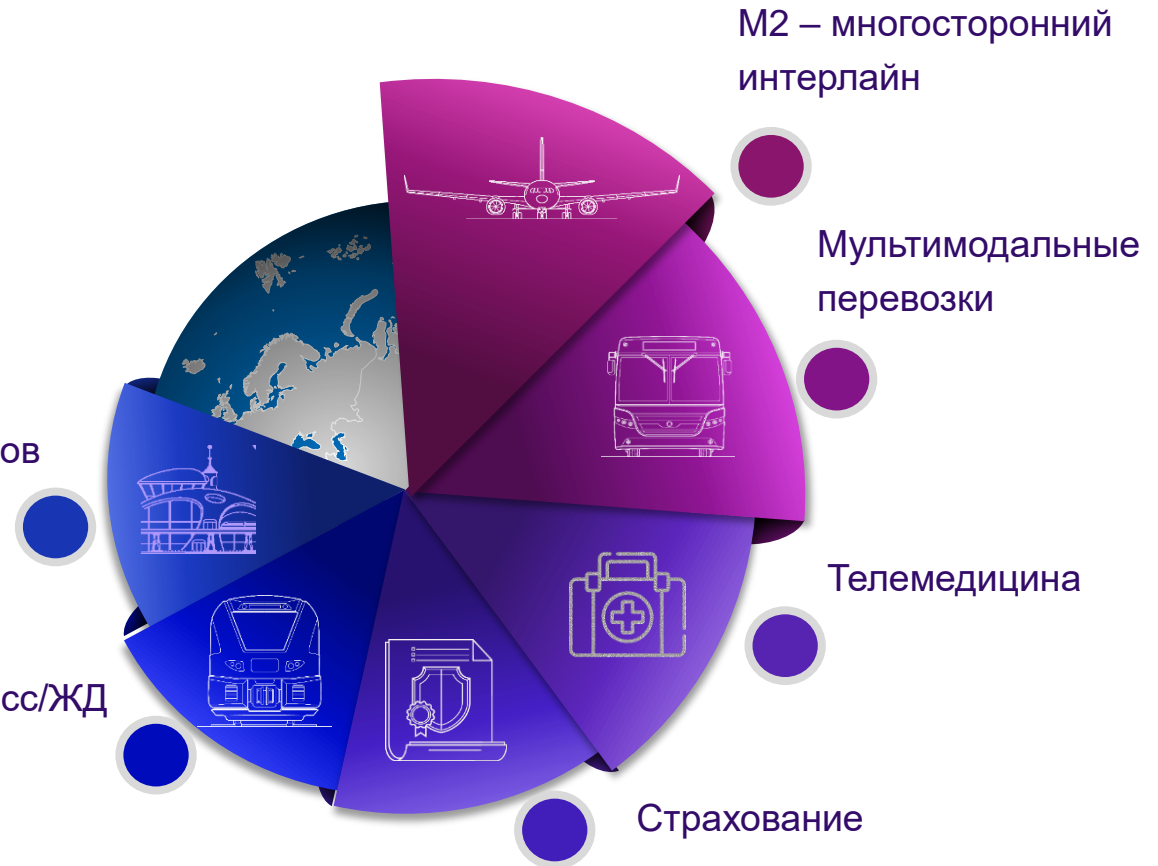 М2 – многосторонний
интерлайн
Мультимодальные
перевозки
ов
Телемедицина
сс/ЖД
Страхование